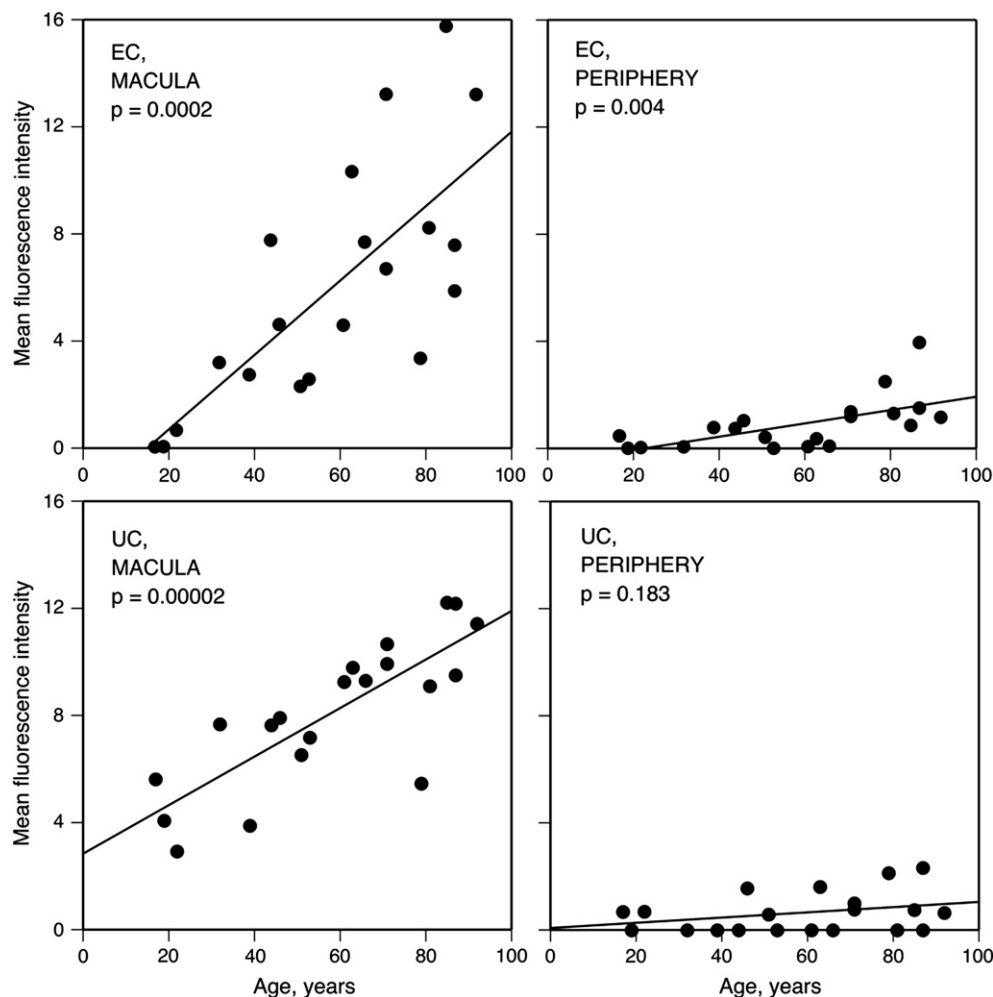 16
12
8
4
0
Mean fluorescence intensity
EC,
MACULA
p = 0.0002
0 20 40 60 80 100
EC,
PERIPHERY
p = 0.004
0 20 40 60 80 100
16
12
8
4
0
Mean fluorescence intensity
UC,
MACULA
p = 0.00002
0 20 40 60 80 100
Age, years
UC,
PERIPHERY
p = 0.183
0 20 40 60 80 100
Age, years